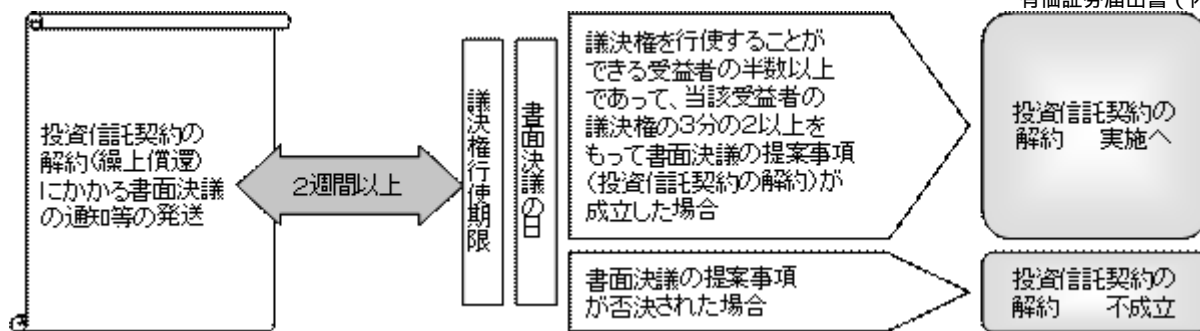 有価証券届出書(
投資信託契約の
解約(繰上償還)
にかかる書面決議
の通知等の発送
2週間以上
議決権行使期限
書面決議の日
議決権を行使することが
できる受益者の半数以上
であって、当該受益者の
議決権の3分の2以上を
もって書面決議の提案事項
(投資信託契約の解約)が
成立した場合
投資信託契約の
解約　実施へ
書面決議の提案事項
が否決された場合
投資信託契約の
解約　不成立